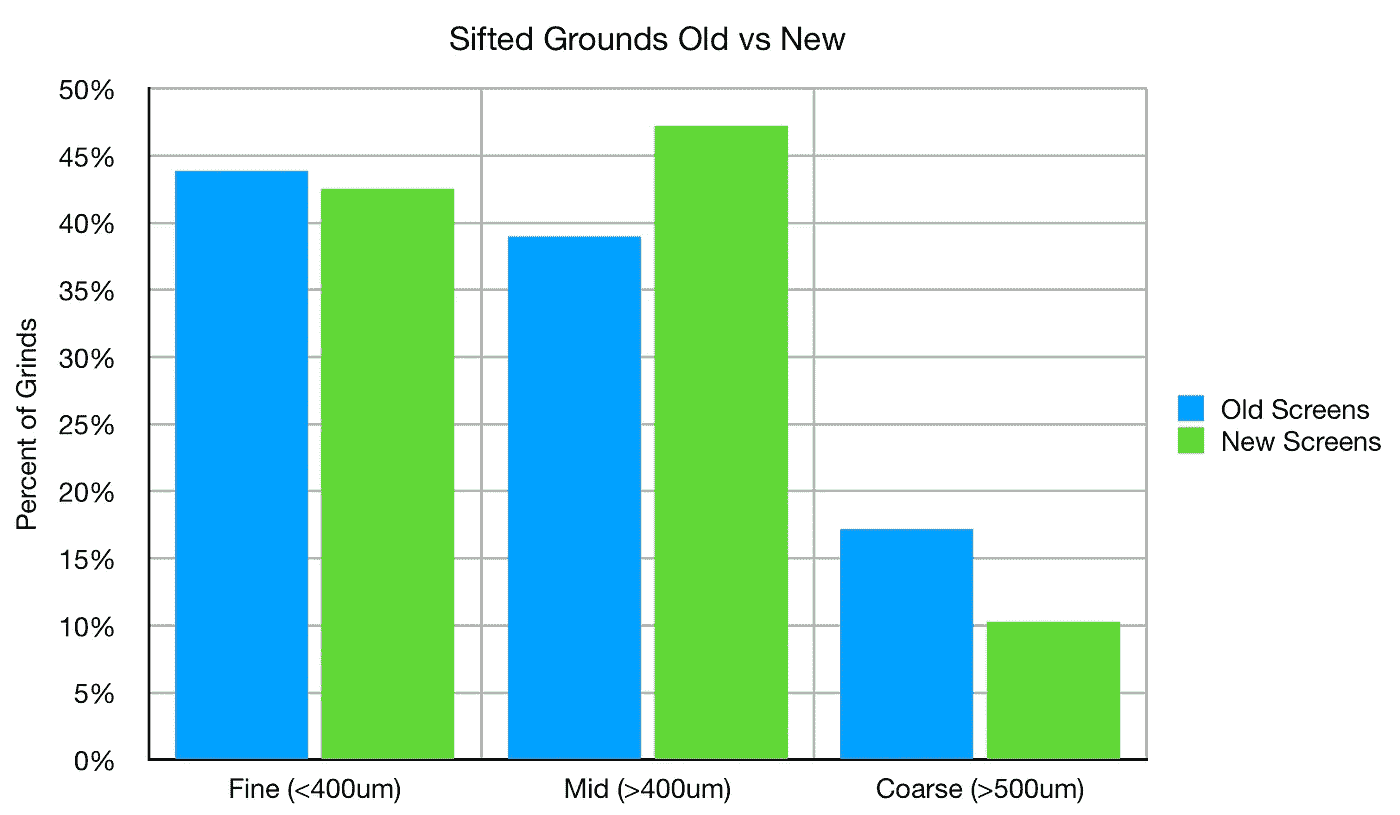 Sifted Grounds Old vs New
50%
45%
40%
35%
30%
25%
20%
15%
10%
5%
0%
Percent of Grinds
Fine (<400um)
Mid (>400um)
Coarse (>500um)
Old Screens
New Screens